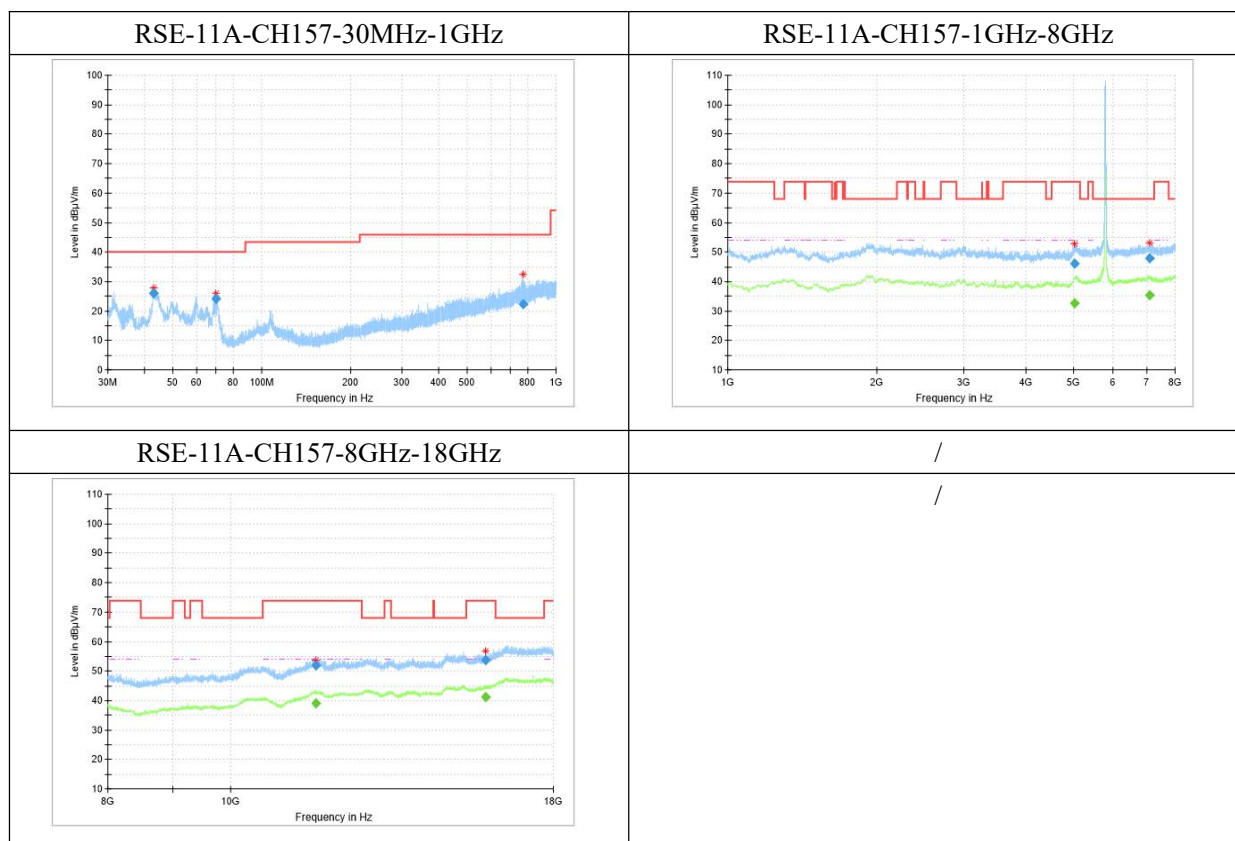 RSE-11A-CH157-30MHz-1GHz
RSE-11A-CH157-1GHz-8GHz
Level in dBµV/m
100
90
80
70
60
50
40
30
20
10
0
30M 50 60 80 100M 200 300 400 500 800 1G
Frequency in Hz
Level in dBµV/m
110
100
90
80
70
60
50
40
30
20
10
1G 2G 3G 4G 5G 6 7 8G
Frequency in Hz
RSE-11A-CH157-8GHz-18GHz
/
Level in dBµV/m
110
100
90
80
70
60
50
40
30
20
10
8G 10G 18G
Frequency in Hz
/